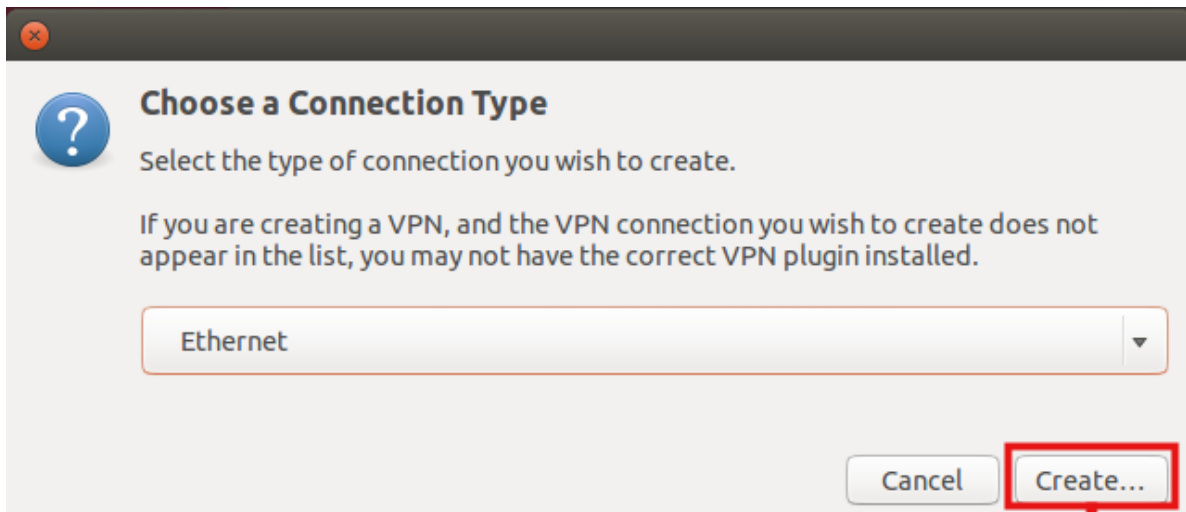 Choose a Connection Type
Select the type of connection you wish to create.
If you are creating a VPN, and the VPN connection you wish to create does not
appear in the list, you may not have the correct VPN plugin installed.
Ethernet
Cancel
Create...